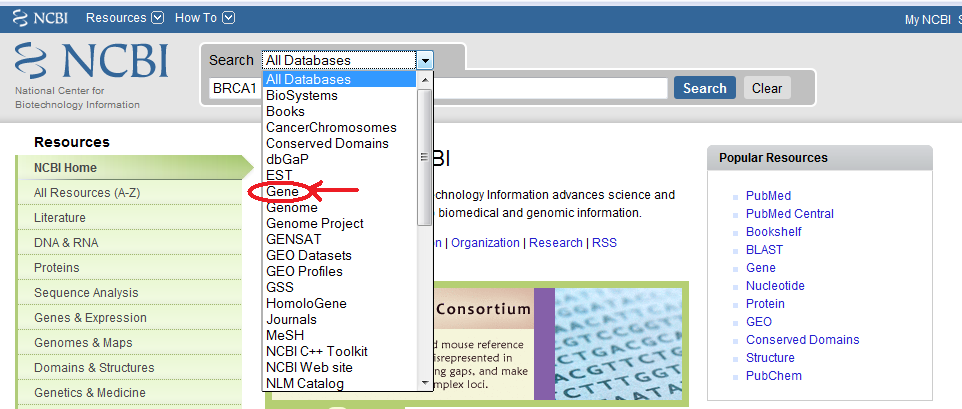 NCBI Resources How To My NCBI S
NCBI
National Center for
Biotechnology Information
Search All Databases
BRCA1 Search Clear
All Databases
BioSystems
Books
CancerChromosomes
Conserved Domains
dbGaP
EST
Gene
Genome
Genome Project
GENSAT
GEO Datasets
GEO Profiles
GSS
HomoloGene
Journals
MeSH
NCBI C++ Toolkit
NCBI Web site
NLM Catalog
Resources
NCBI Home
All Resources (A-Z)
Literature
DNA & RNA
Proteins
Sequence Analysis
Genes & Expression
Genomes & Maps
Domains & Structures
Genetics & Medicine
BI
chnology Information advances science and
biomedical and genomic information.
n | Organization | Research | RSS
Consortium
d mouse reference
isrepresented in
ng gaps, and make
mplex loci.
Popular Resources
PubMed
PubMed Central
Bookshelf
BLAST
Gene
Nucleotide
Protein
GEO
Conserved Domains
Structure
PubChem